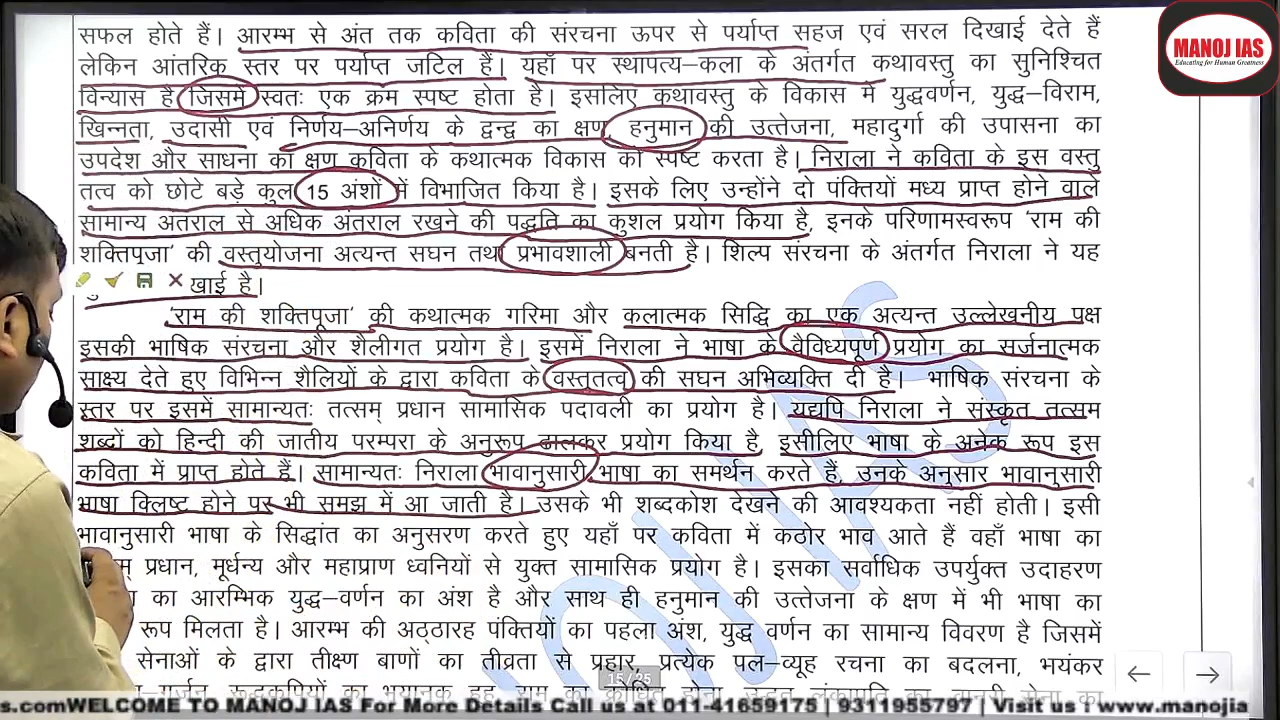 सफल होते हैं। आरम्भ से अंत तक कविता की संरचना ऊपर से पर्याप्त सहज एवं सरल दिखाई देते हैं
लेकिन आंतरिक स्तर पर पर्याप्त जटिल हैं। यहाँ पर स्थापत्य–कला के अंतर्गत कथावस्तु का सुनिश्चित
विन्यास है जिसमें स्वतः एक क्रम स्पष्ट होता है। इसलिए कथावस्तु के विकास में युद्धवर्णन, युद्ध–विराम,
खिन्नता, उदासी एवं निर्णय–अनिर्णय के द्वन्द्व का क्षण, हनुमान की उत्तेजना, महादुर्गा की उपासना का
उपदेश और साधना का क्षण कविता के कथात्मक विकास को स्पष्ट करता है। निराला ने कविता के इस वस्तु
तत्व को छोटे बड़े कुल 15 अंशों में विभाजित किया है। इसके लिए उन्होंने दो पंक्तियों मध्य प्राप्त होने वाले
सामान्य अंतराल से अधिक अंतराल रखने की पद्धति का कुशल प्रयोग किया है, इनके परिणामस्वरूप 'राम की
शक्तिपूजा' की वस्तुयोजना अत्यन्त सघन तथा प्रभावशाली बनती है। शिल्प संरचना के अंतर्गत निराला ने यह
खाई है।
'राम की शक्तिपूजा' की कथात्मक गरिमा और कलात्मक सिद्धि का एक अत्यन्त उल्लेखनीय पक्ष
इसकी भाषिक संरचना और शैलीगत प्रयोग है। इसमें निराला ने भाषा के वैविध्यपूर्ण प्रयोग का सर्जनात्मक
साक्ष्य देते हुए विभिन्न शैलियों के द्वारा कविता के वस्तुतत्व की सघन अभिव्यक्ति दी है। भाषिक संरचना के
स्तर पर इसमें सामान्यतः तत्सम् प्रधान सामासिक पदावली का प्रयोग है। यद्यपि निराला ने संस्कृत तत्सम
शब्दों को हिन्दी की जातीय परम्परा के अनुरूप ढालकर प्रयोग किया है, इसीलिए भाषा के अनेक रूप इस
कविता में प्राप्त होते हैं। सामान्यतः निराला भावानुसारी भाषा का समर्थन करते हैं, उनके अनुसार भावानुसारी
भाषा क्लिष्ट होने पर भी समझ में आ जाती है। उसके भी शब्दकोश देखने की आवश्यकता नहीं होती। इसी
भावानुसारी भाषा के सिद्धांत का अनुसरण करते हुए यहाँ पर कविता में कठोर भाव आते हैं वहाँ भाषा का
प्रधान, मूर्धन्य और महाप्राण ध्वनियों से युक्त सामासिक प्रयोग है। इसका सर्वाधिक उपर्युक्त उदाहरण
का आरम्भिक युद्ध–वर्णन का अंश है और साथ ही हनुमान की उत्तेजना के क्षण में भी भाषा का
रूप मिलता है। आरम्भ की अठ्ठारह पंक्तियों का पहला अंश, युद्ध वर्णन का सामान्य विवरण है जिसमें
सेनाओं के द्वारा तीक्ष्ण बाणों का तीव्रता से प्रहार, प्रत्येक पल–व्यूह रचना का बदलना, भयंकर
15/25
MANOJ IAS
Educating for Human Greatness
s.comWELCOME TO MANOJ IAS For More Details Call us at 011-41659175 | 9311955797 | Visit us : www.manojia